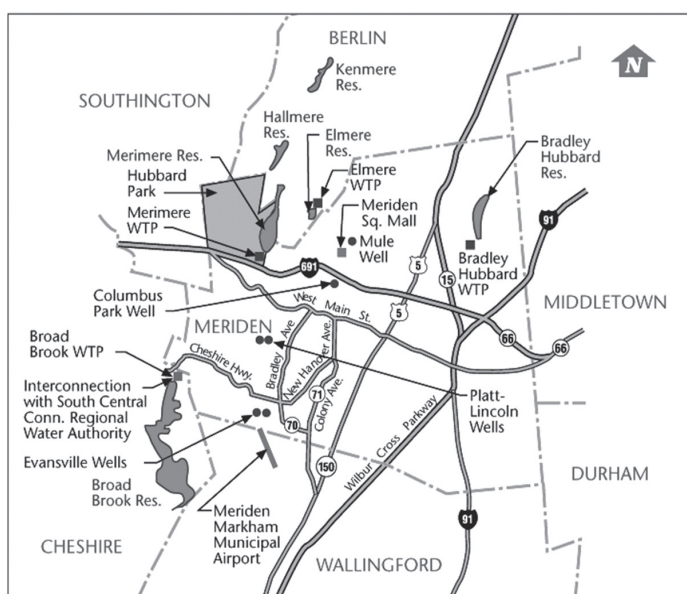 BERLIN
Kenmere
Res.
N
SOUTHINGTON
Hallmere
Res.
Elmere
Res.
Merimere Res.
Hubbard
Park
Elmere
WTP
Bradley
Hubbard
Res.
Merimere
WTP
Meriden
Sq. Mall
Mule
Well
91
5
15
Bradley
Hubbard
WTP
691
Columbus
Park Well
West Main St.
5
MIDDLETOWN
MERIDEN
Broad
Brook WTP
66
66
Cheshire Hwy.
Bradley Ave
New Hanover Ave.
Colony Ave.
71
Interconnection
with South Central
Conn. Regional
Water Authority
Platt-
Lincoln
Wells
70
Wilbur Cross Parkway
Evansville Wells
150
DURHAM
Broad
Brook Res.
Meriden
Markham
Municipal
Airport
91
CHESHIRE
WALLINGFORD